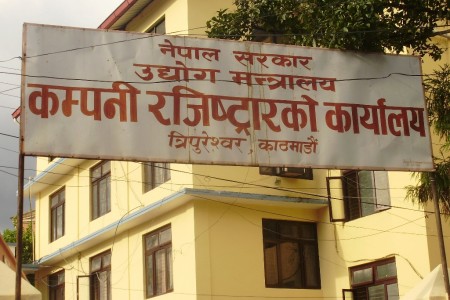 नेपाल सरकार
उद्योग मन्त्रालय
कम्पनी रजिष्ट्रारको कार्यालय
त्रिपुरेश्वर, काठमाडौं